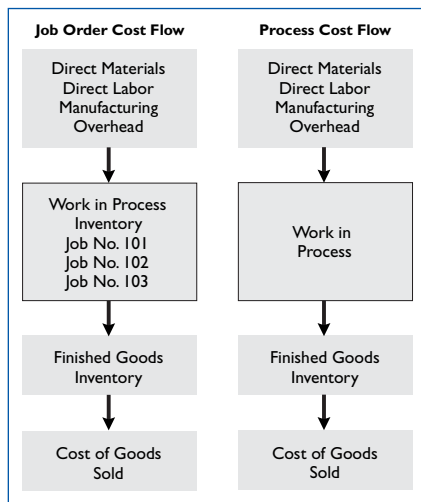 Job Order Cost Flow
Direct Materials
Direct Labor
Manufacturing
Overhead
Work in Process
Inventory
Job No. 101
Job No. 102
Job No. 103
Finished Goods
Inventory
Cost of Goods
Sold
Process Cost Flow
Direct Materials
Direct Labor
Manufacturing
Overhead
Work in
Process
Finished Goods
Inventory
Cost of Goods
Sold